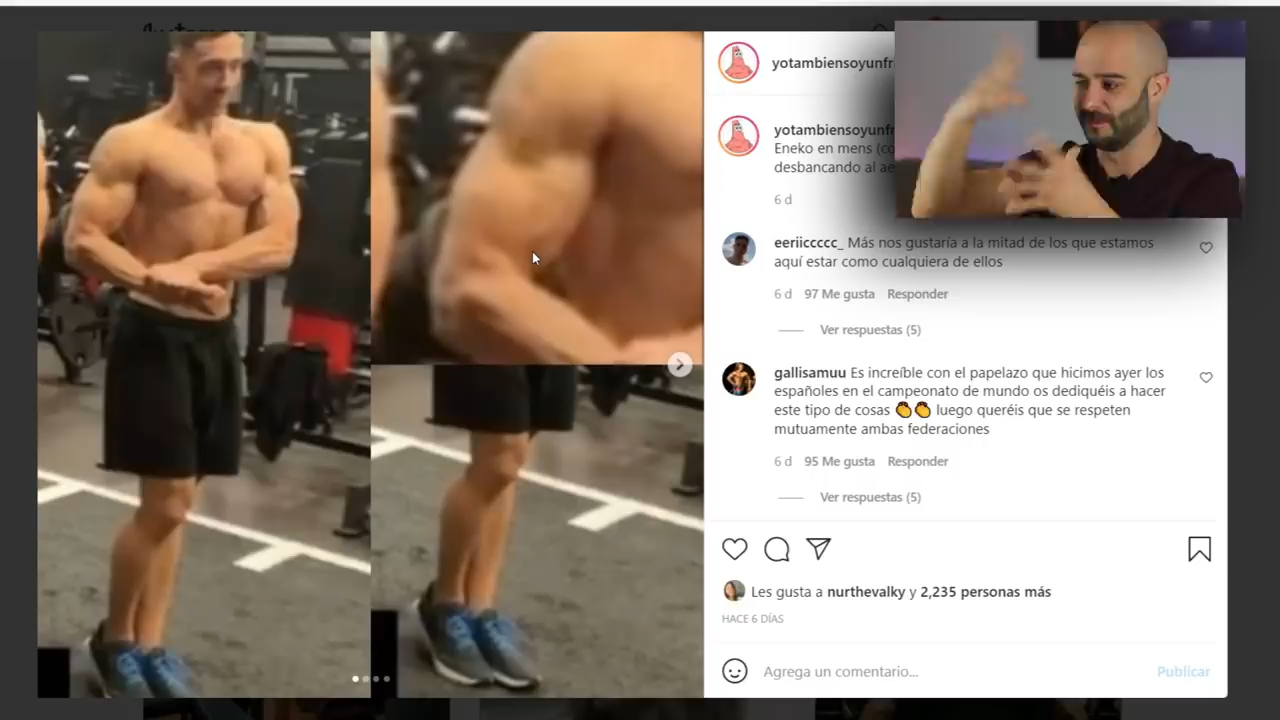 yotambiensoyunfr
yotambiensoyunfr
Eneko en mens (co
desbancando al ae
6 d
eeriiccccc_ Más nos gustaría a la mitad de los que estamos
aquí estar como cualquiera de ellos
6 d 97 Me gusta Responder
Ver respuestas (5)
gallisamuu Es increíble con el papelazo que hicimos ayer los
españoles en el campeonato de mundo os dediquéis a hacer
este tipo de cosas 👏👏 luego queréis que se respeten
mutuamente ambas federaciones
6 d 95 Me gusta Responder
Ver respuestas (5)
Les gusta a nurthevalky y 2,235 personas más
HACE 6 DÍAS
Agrega un comentario... Publicar